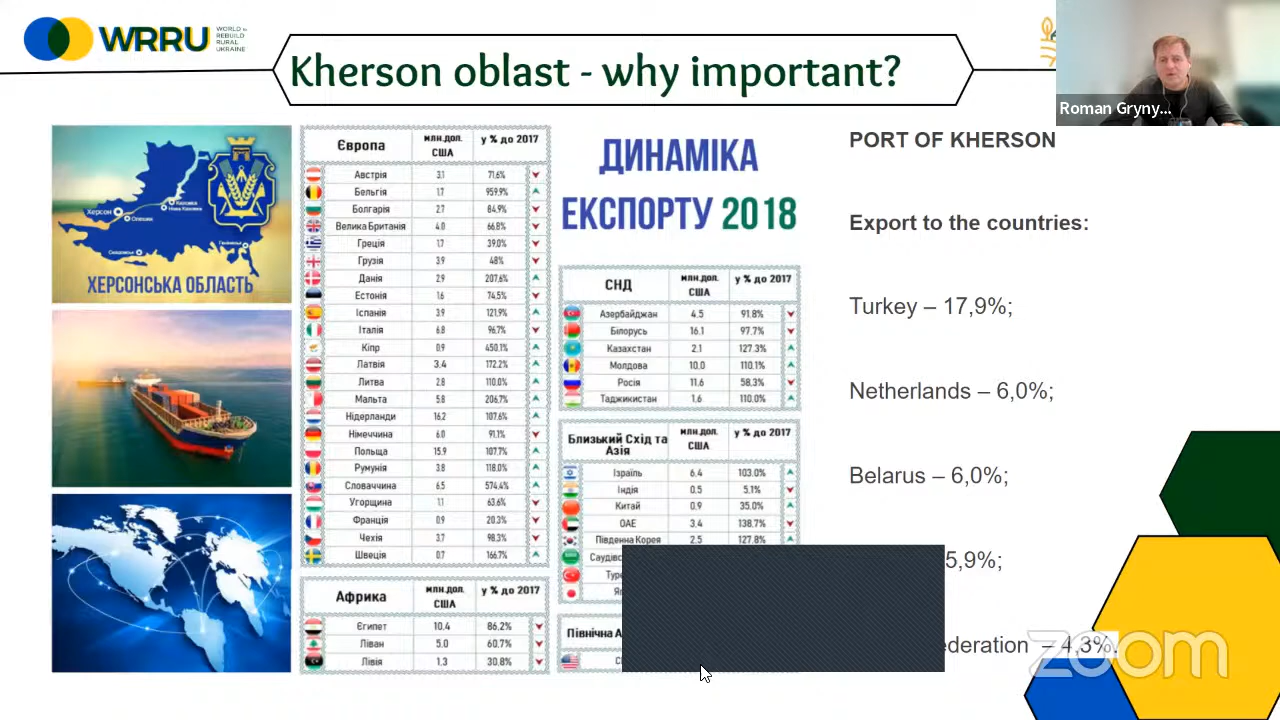 WRRU
WORLD to
REBUILD
RURAL
UKRAINE
Kherson oblast - why important?
Roman Gryny...
Херсон
Олешки
Каховка
Нова Каховка
Скадовськ
Генічеськ
ХЕРСОНСЬКА ОБЛАСТЬ
Європа млн.дол. США у % до 2017
Австрія 3.1 71.6%
Бельгія 1.7 959.9%
Болгарія 2.7 84.9%
Велика Британія 4.0 66.8%
Греція 1.7 39.0%
Грузія 3.9 48%
Данія 2.9 207.6%
Естонія 1.6 74.5%
Іспанія 3.9 121.9%
Італія 6.8 96.7%
Кіпр 0.9 450.1%
Латвія 3.4 172.2%
Литва 2.8 110.0%
Мальта 5.8 206.7%
Нідерланди 16.2 107.6%
Німеччина 6.0 91.1%
Польща 15.9 107.7%
Румунія 3.8 118.0%
Словаччина 6.5 574.4%
Угорщина 1.1 63.6%
Франція 0.9 20.3%
Чехія 3.7 98.3%
Швеція 0.7 166.7%
Африка млн.дол. США у % до 2017
Єгипет 10.4 86,2%
Ліван 5.0 60.7%
Лівія 1.3 30.8%
ДИНАМІКА
ЕКСПОРТУ 2018
СНД млн.дол. США у % до 2017
Азербайджан 4.5 91.8%
Білорусь 16.1 97.7%
Казахстан 2.1 127.3%
Молдова 10.0 110.1%
Росія 11.6 58.3%
Таджикистан 1.6 110.0%
Близький Схід та Азія млн.дол. США у % до 2017
Ізраїль 6.4 103.0%
Індія 0.5 5.1%
Китай 0.9 35.0%
ОАЕ 3.4 138.7%
Південна Корея 2.5 127.8%
PORT OF KHERSON
Export to the countries:
Turkey – 17,9%;
Netherlands – 6,0%;
Belarus – 6,0%;
5,9%;
ederation – 4,3%.
zoom